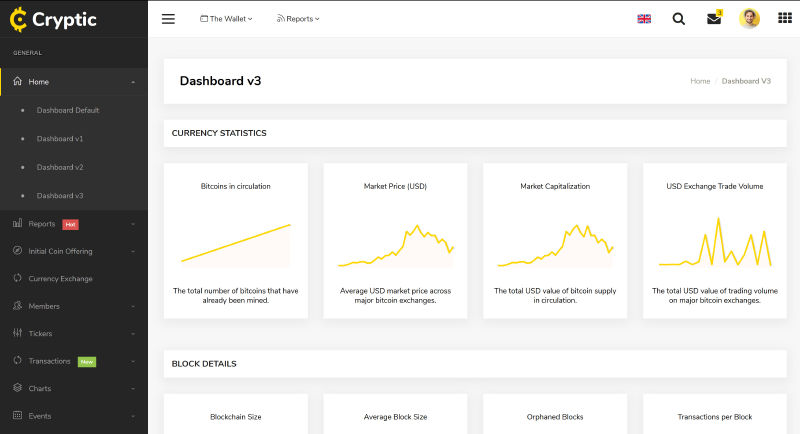 Cryptic
The Wallet
Reports
3
GENERAL
Home
Dashboard Default
Dashboard v1
Dashboard v2
Dashboard v3
Reports Hot
Initial Coin Offering
Currency Exchange
Members
Tickers
Transactions New
Charts
Events
Dashboard v3
Home / Dashboard V3
CURRENCY STATISTICS
Bitcoins in circulation
The total number of bitcoins that have
already been mined.
Market Price (USD)
Average USD market price across
major bitcoin exchanges.
Market Capitalization
The total USD value of bitcoin supply
in circulation.
USD Exchange Trade Volume
The total USD value of trading volume
on major bitcoin exchanges.
BLOCK DETAILS
Blockchain Size
Average Block Size
Orphaned Blocks
Transactions per Block